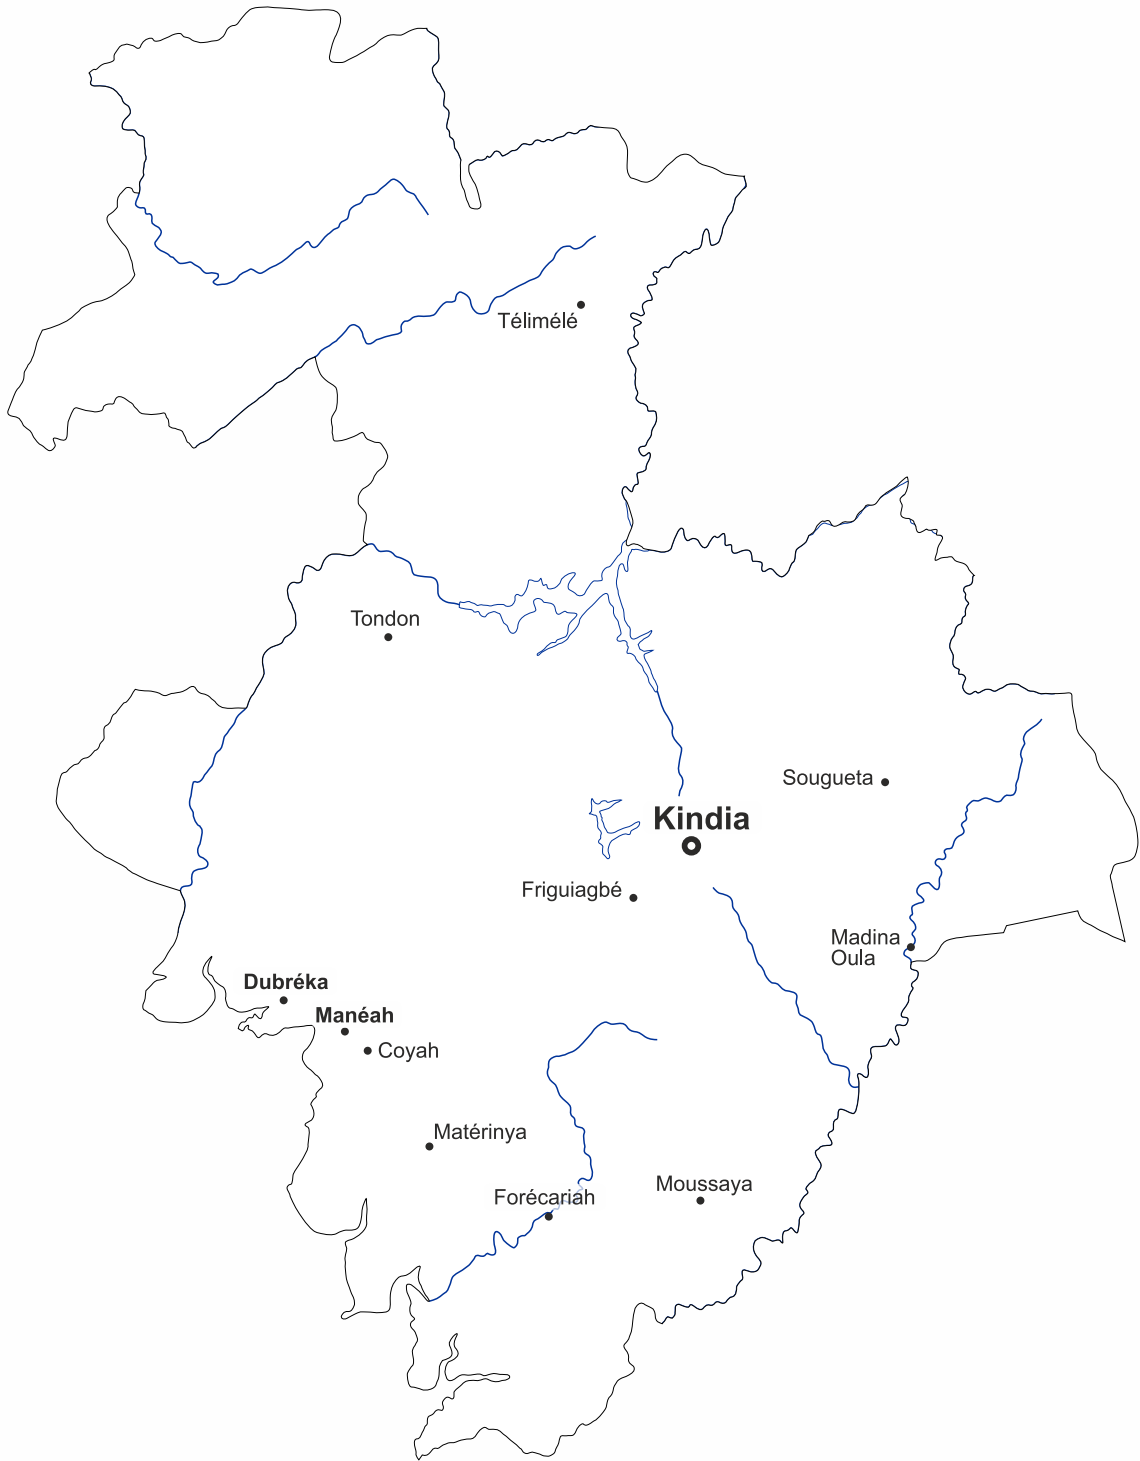 Télimélé
Tondon
Sougueta
Kindia
Friguiagbé
Madina
Oula
Dubréka
Manéah
Coyah
Matérinya
Moussaya
Forécariah